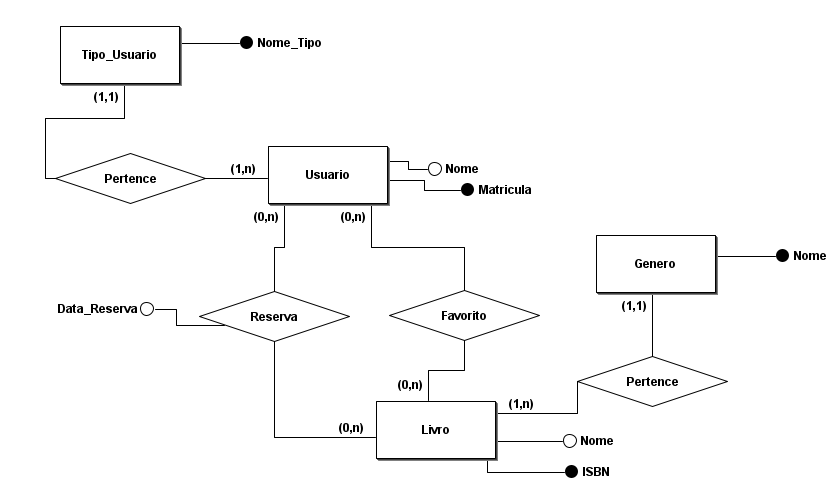 Tipo_Usuario
Nome_Tipo
(1,1)
Pertence
(1,n)
Usuario
Nome
Matricula
(0,n)
(0,n)
Genero
Nome
(1,1)
Data_Reserva
Reserva
Favorito
Pertence
(0,n)
(1,n)
(0,n)
Livro
Nome
ISBN